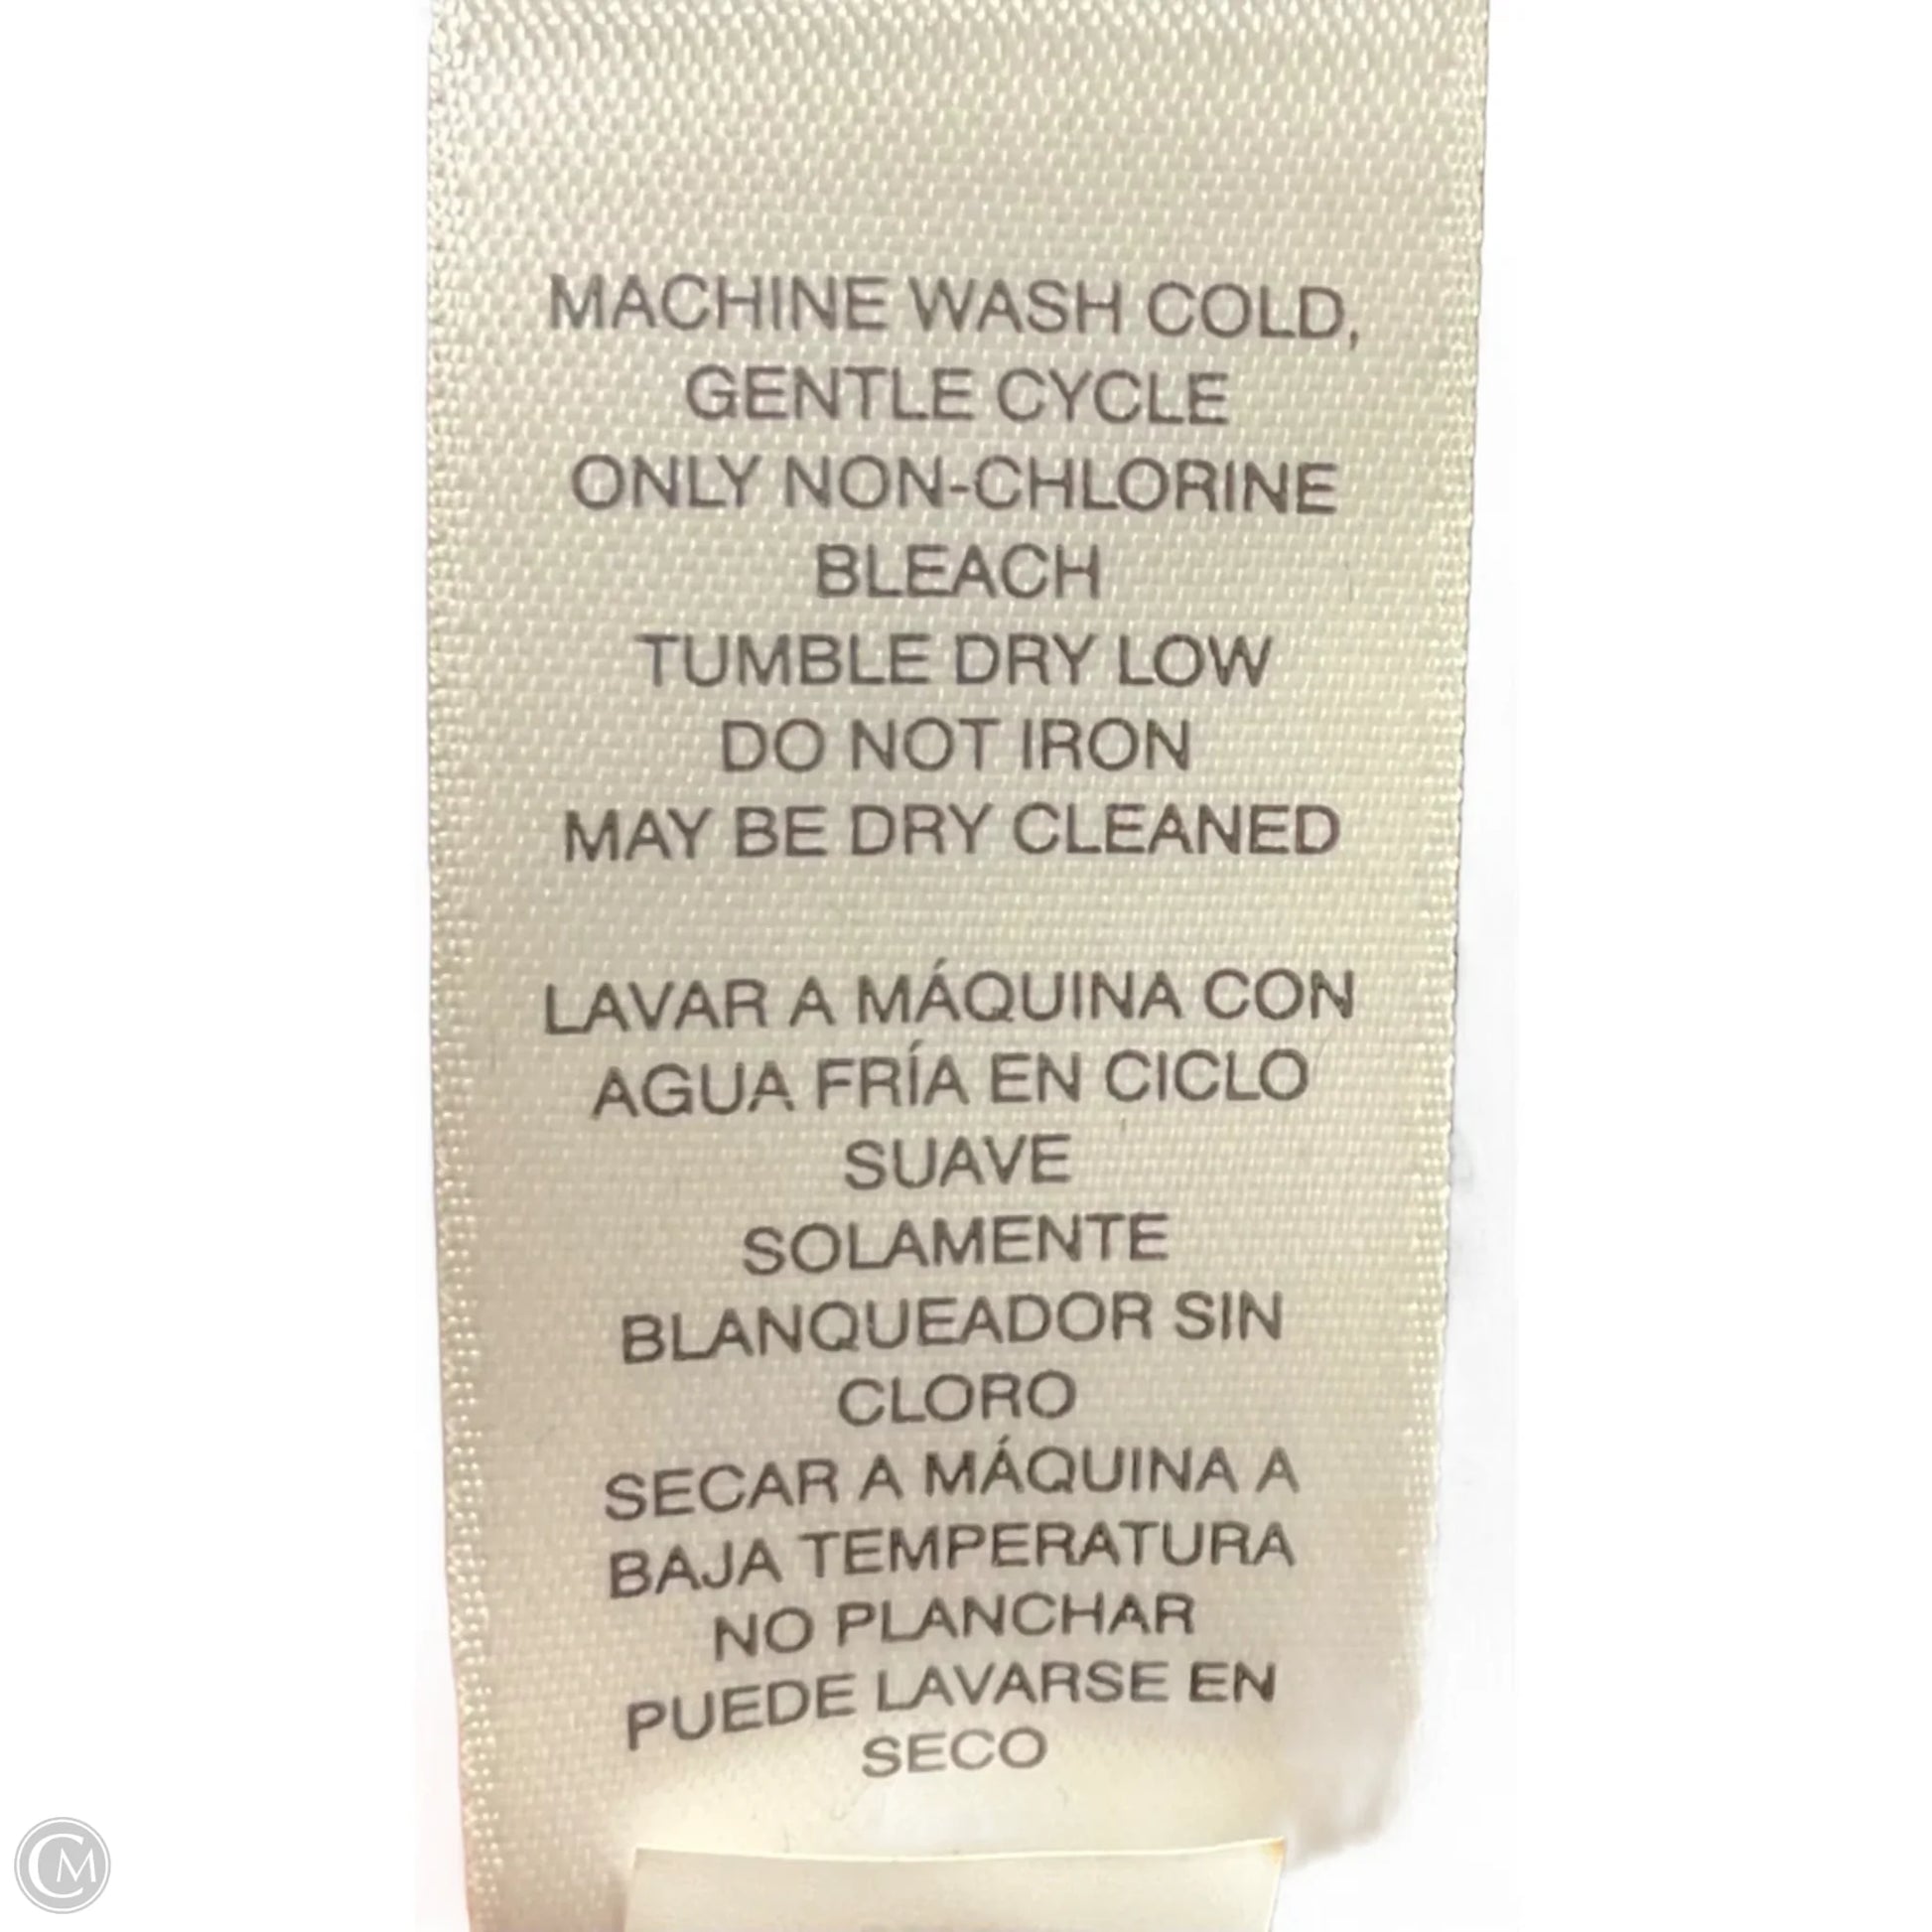 MACHINE WASH COLD,
GENTLE CYCLE
ONLY NON-CHLORINE
BLEACH
TUMBLE DRY LOW
DO NOT IRON
MAY BE DRY CLEANED
LAVAR A MÁQUINA CON
AGUA FRÍA EN CICLO
SUAVE
SOLAMENTE
BLANQUEADOR SIN
CLORO
SECAR A MÁQUINA A
BAJA TEMPERATURA
NO PLANCHAR
PUEDE LAVARSE EN
SECO
CM